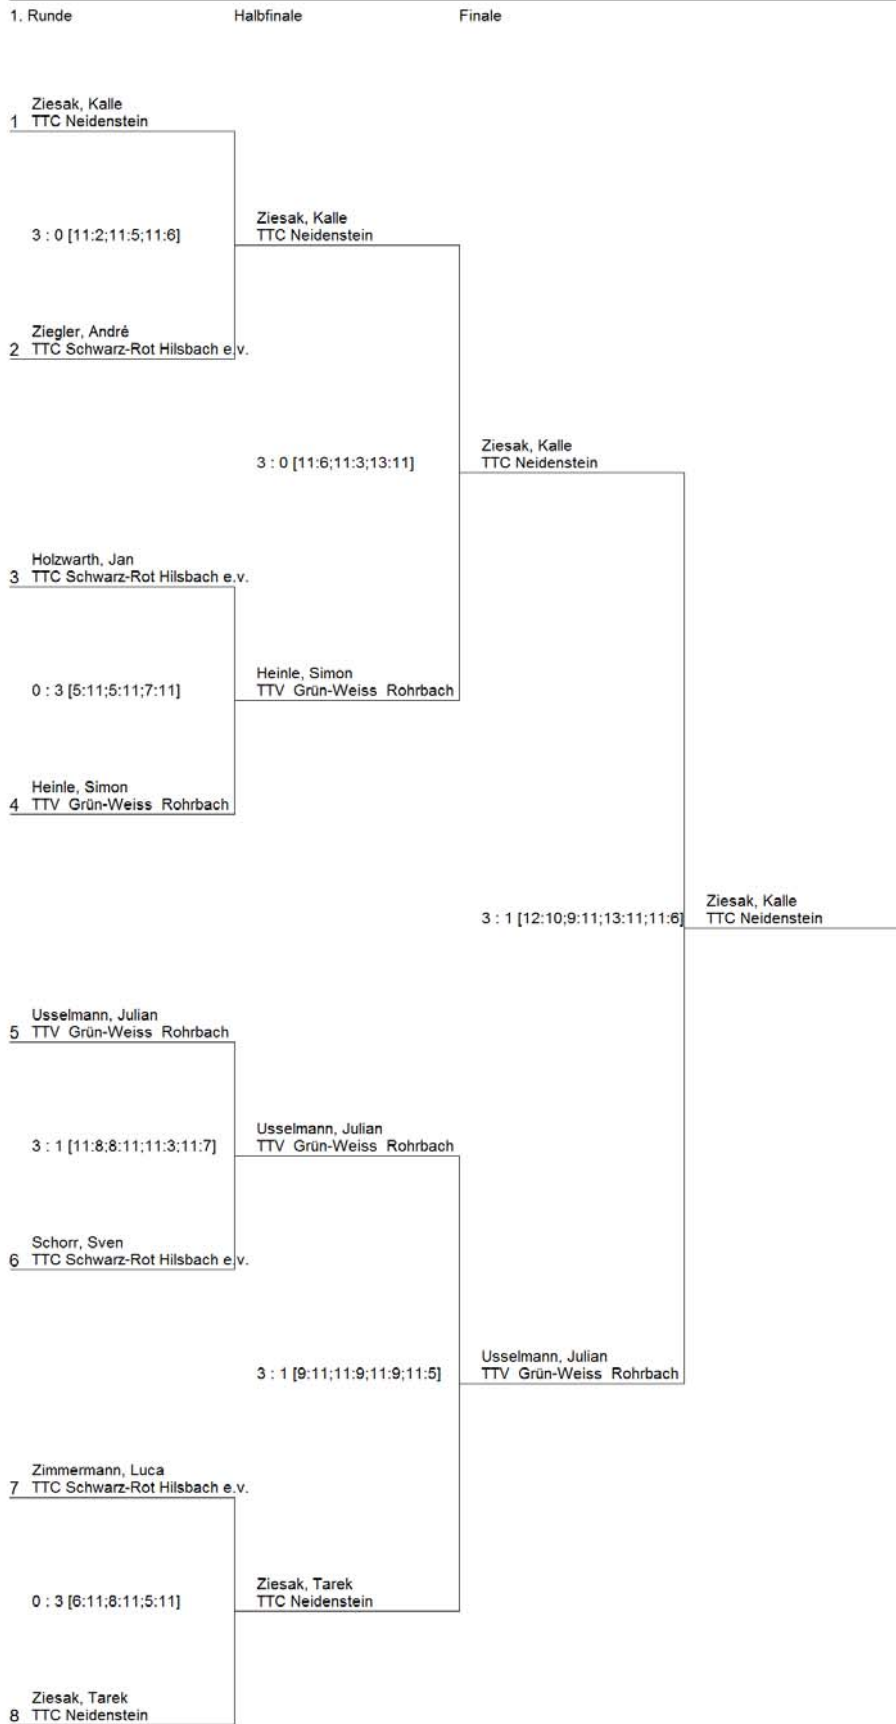 1. Runde Halbfinale Finale
Ziesak, Kalle
1 TTC Neidenstein
Ziesak, Kalle
3 : 0 [11:2;11:5;11:6] TTC Neidenstein
Ziegler, André
2 TTC Schwarz-Rot Hilsbach e.v.
Ziesak, Kalle
3 : 0 [11:6;11:3;13:11] TTC Neidenstein
Holzwarth, Jan
3 TTC Schwarz-Rot Hilsbach e.v.
Heinle, Simon
0 : 3 [5:11;5:11;7:11] TTV Grün-Weiss Rohrbach
Heinle, Simon
4 TTV Grün-Weiss Rohrbach
Ziesak, Kalle
3 : 1 [12:10;9:11;13:11;11:6] TTC Neidenstein
Usselmann, Julian
5 TTV Grün-Weiss Rohrbach
Usselmann, Julian
3 : 1 [11:8;8:11;11:3;11:7] TTV Grün-Weiss Rohrbach
Schorr, Sven
6 TTC Schwarz-Rot Hilsbach e.v.
Usselmann, Julian
3 : 1 [9:11;11:9;11:9;11:5] TTV Grün-Weiss Rohrbach
Zimmermann, Luca
7 TTC Schwarz-Rot Hilsbach e.v.
Ziesak, Tarek
0 : 3 [6:11;8:11;5:11] TTC Neidenstein
Ziesak, Tarek
8 TTC Neidenstein